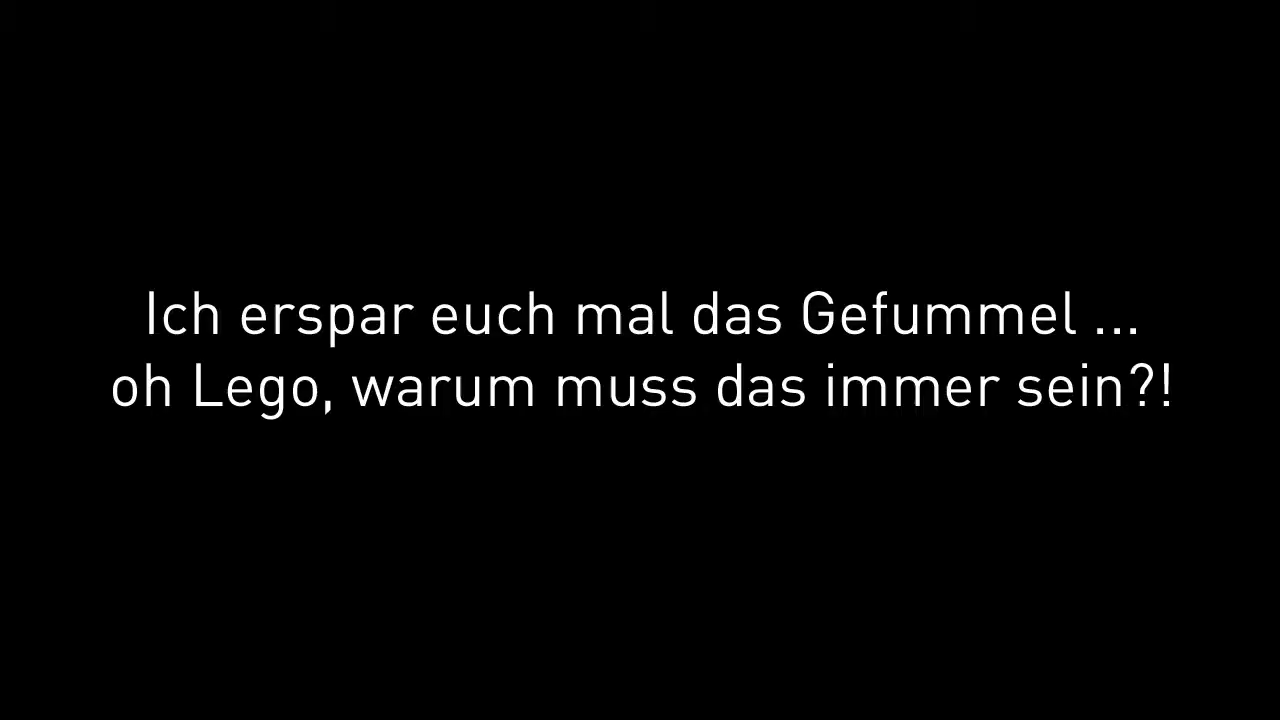 Ich erspar euch mal das Gefummel ...
oh Lego, warum muss das immer sein?!